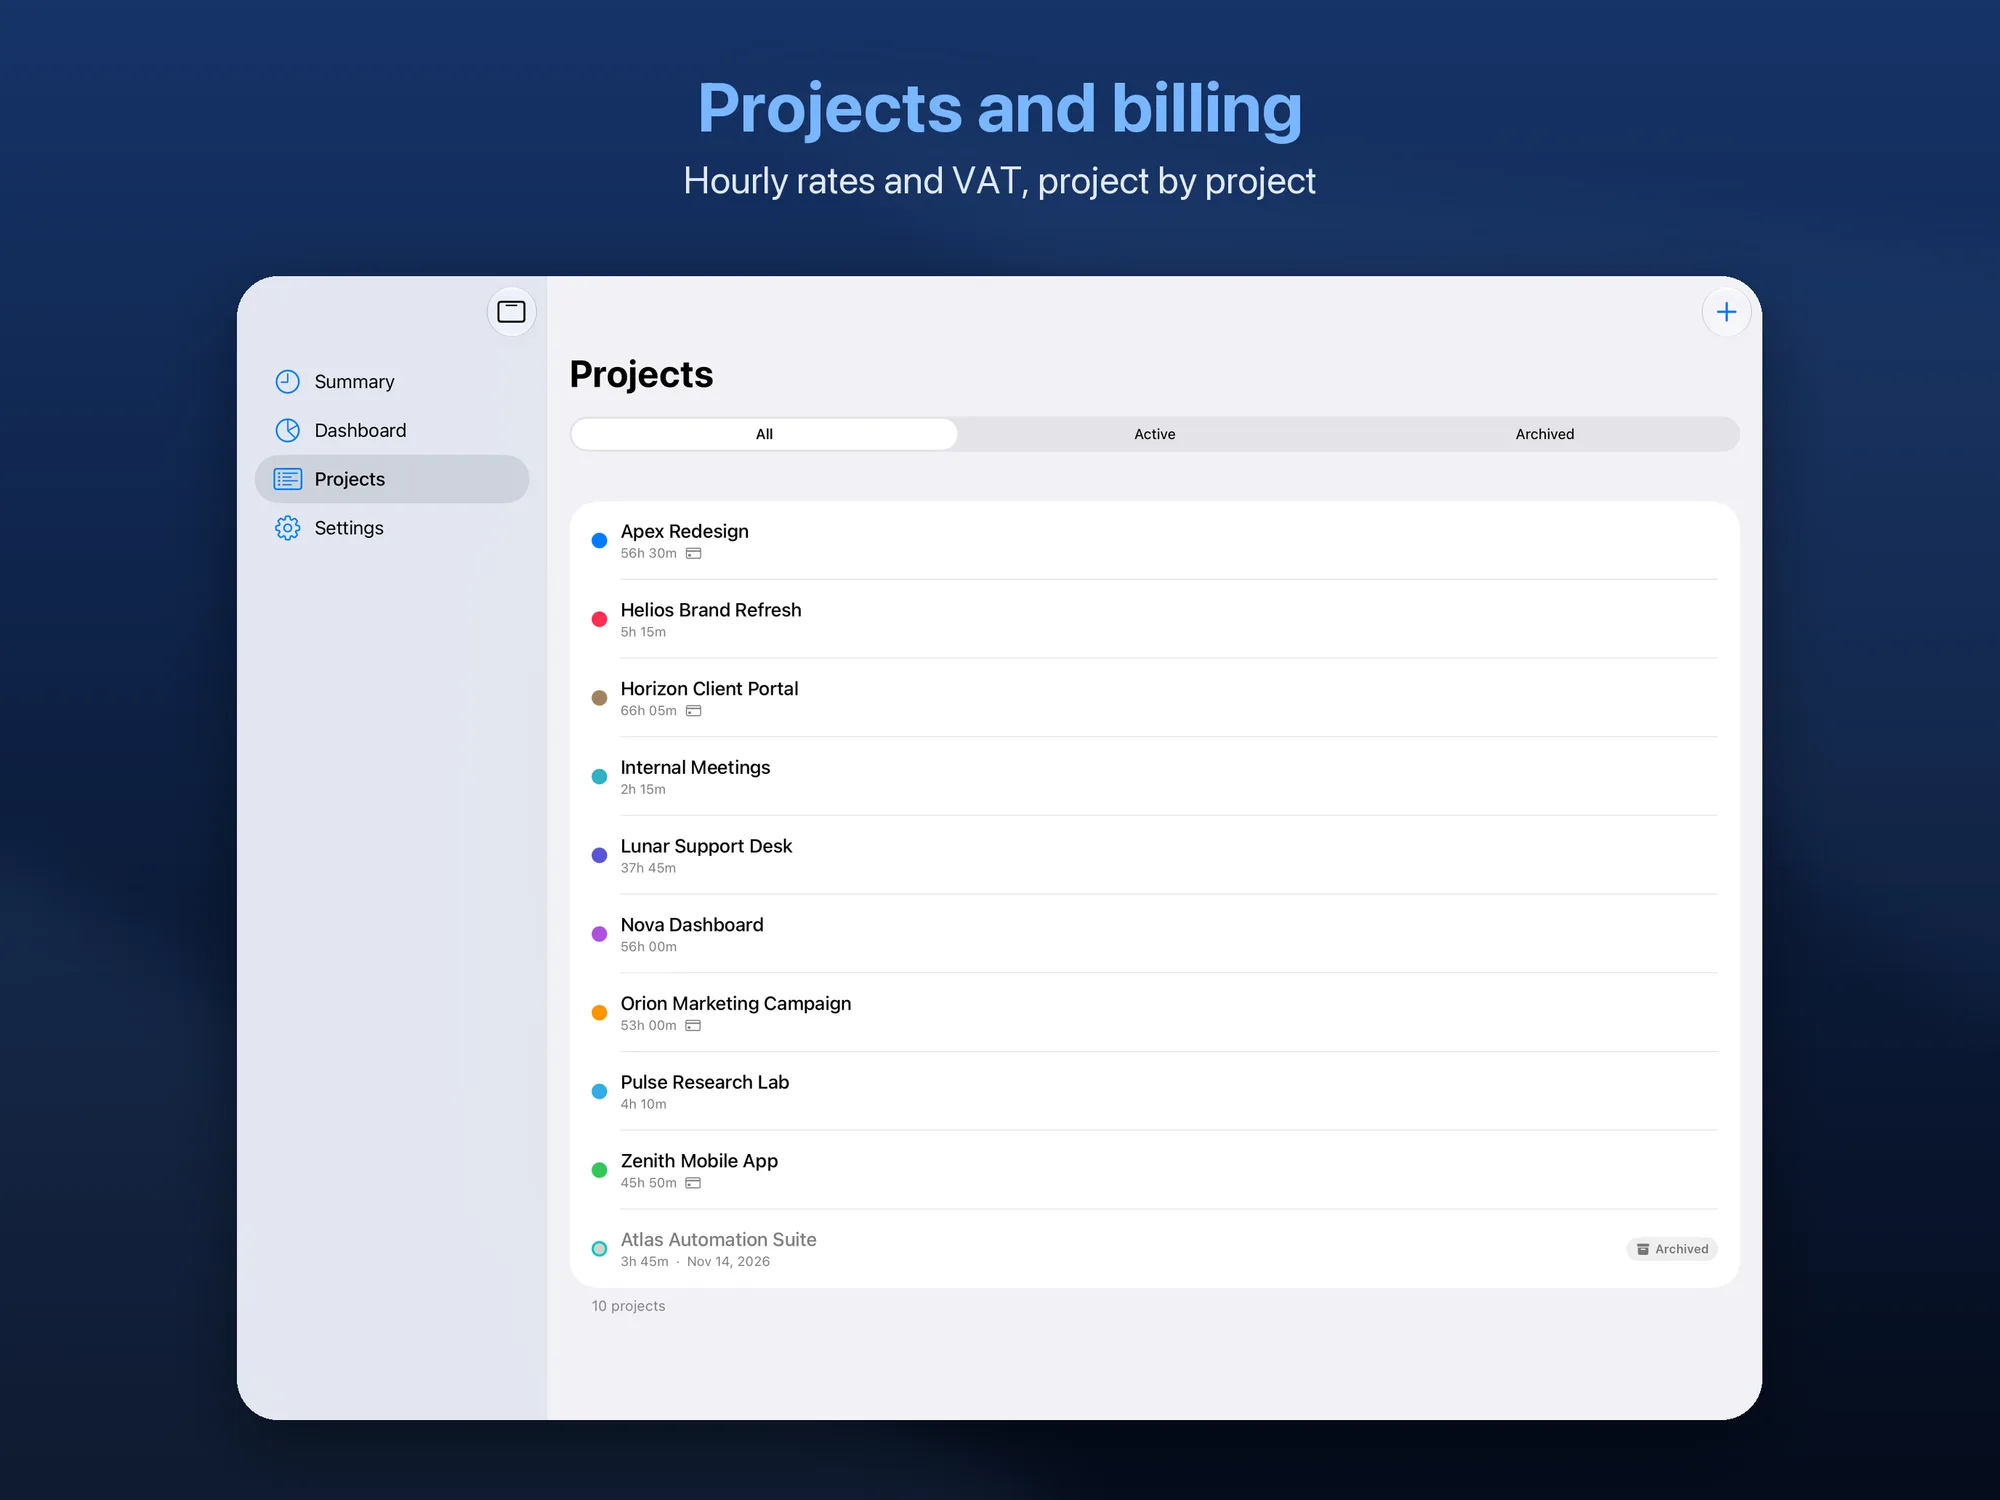 Projects and billing
Hourly rates and VAT, project by project
Summary
Dashboard
Projects
Settings
Projects
All
Active
Archived
Apex Redesign
56h 30m
Helios Brand Refresh
5h 15m
Horizon Client Portal
66h 05m
Internal Meetings
2h 15m
Lunar Support Desk
37h 45m
Nova Dashboard
56h 00m
Orion Marketing Campaign
53h 00m
Pulse Research Lab
4h 10m
Zenith Mobile App
45h 50m
Atlas Automation Suite
3h 45m · Nov 14, 2026
Archived
10 projects